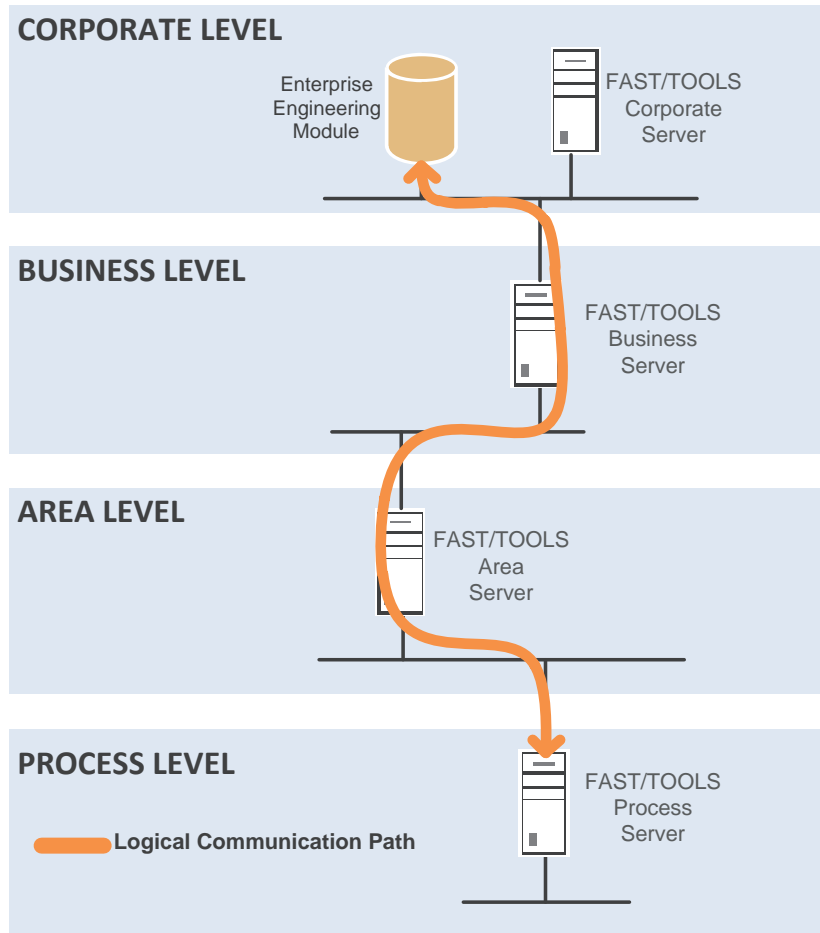 CORPORATE LEVEL
Enterprise
Engineering
Module
FAST/TOOLS
Corporate
Server
BUSINESS LEVEL
FAST/TOOLS
Business
Server
AREA LEVEL
FAST/TOOLS
Area
Server
PROCESS LEVEL
FAST/TOOLS
Process
Server
Logical Communication Path